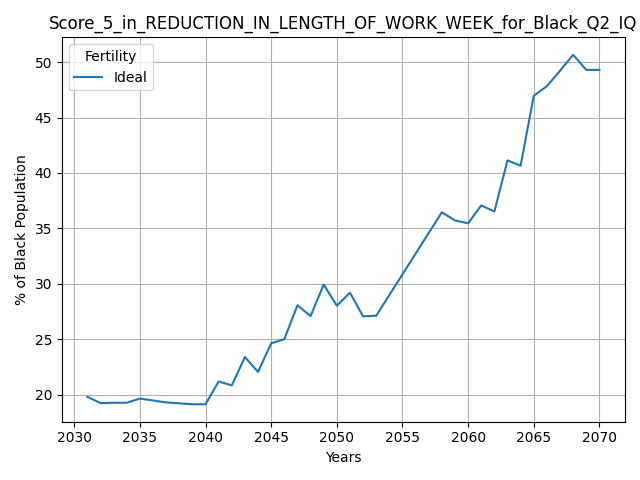 Score_5_in_REDUCTION_IN_LENGTH_OF_WORK_WEEK_for_Black_Q2_IQ
Fertility
Ideal
% of Black Population
50
45
40
35
30
25
20
2030 2035 2040 2045 2050 2055 2060 2065 2070
Years